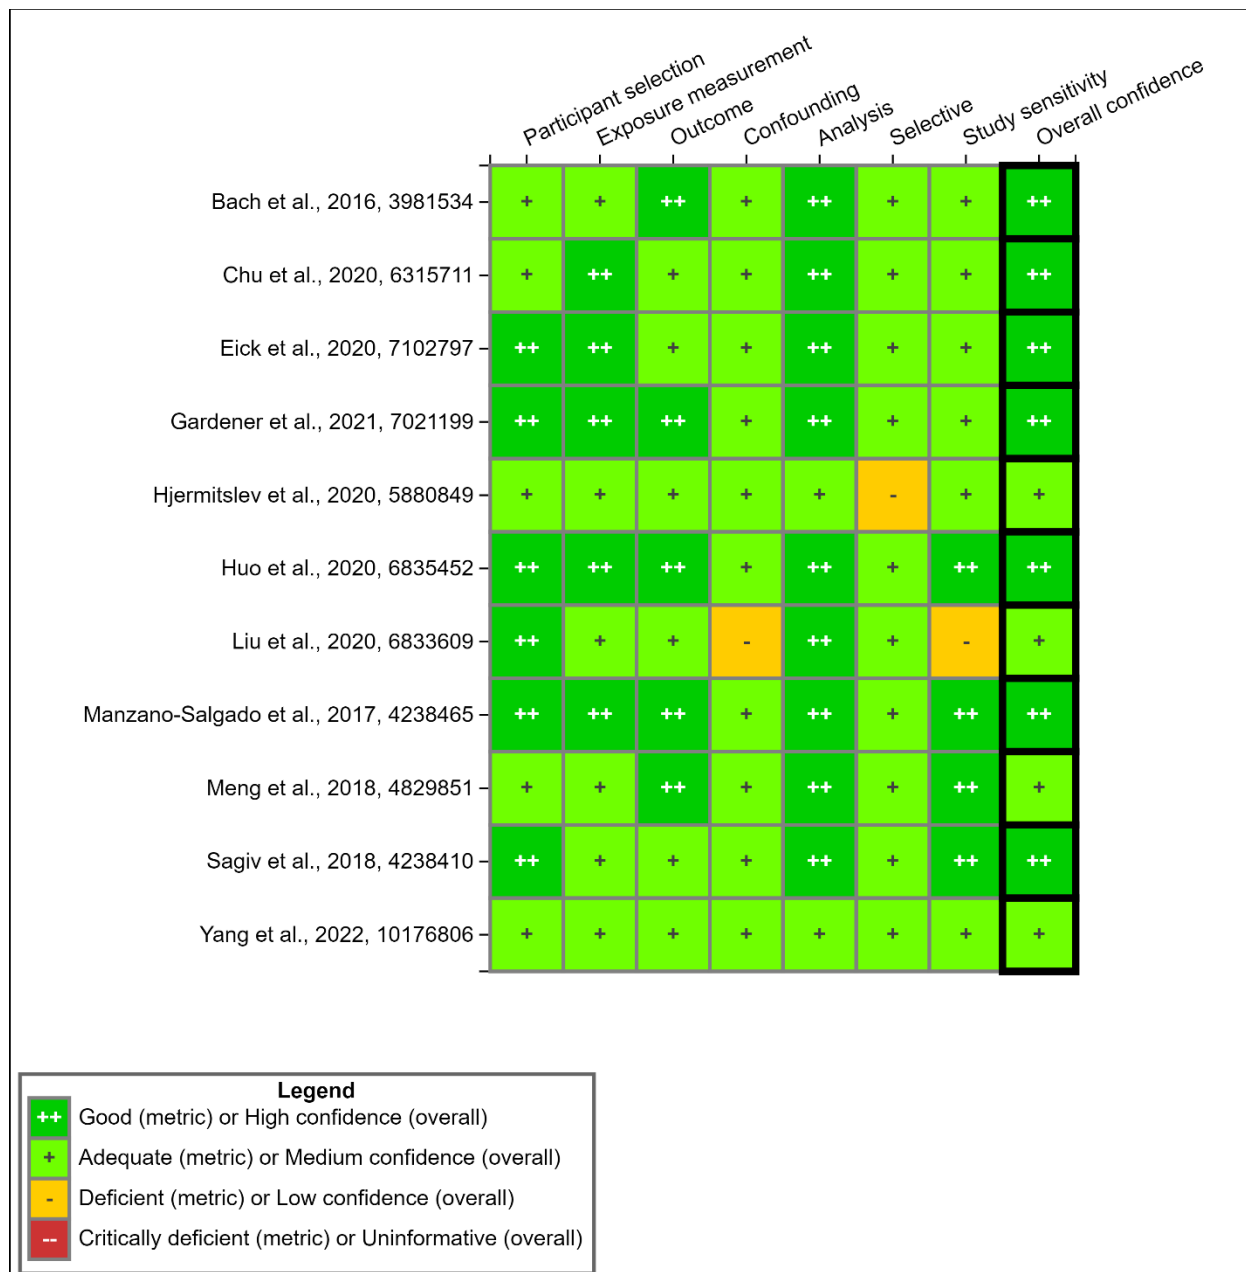 Participant selection
Exposure measurement
Outcome
Confounding
Analysis
Selective
Study sensitivity
Overall confidence
Bach et al., 2016, 3981534 + + ++ + ++ + + ++
Chu et al., 2020, 6315711 + ++ + + ++ + + ++
Eick et al., 2020, 7102797 ++ ++ + + ++ + + ++
Gardener et al., 2021, 7021199 ++ ++ ++ + ++ + + ++
Hjermitslev et al., 2020, 5880849 + + + + + - + +
Huo et al., 2020, 6835452 ++ ++ ++ + ++ + ++ ++
Liu et al., 2020, 6833609 ++ + + - ++ + - +
Manzano-Salgado et al., 2017, 4238465 ++ ++ ++ + ++ + ++ ++
Meng et al., 2018, 4829851 + + ++ + ++ + ++ +
Sagiv et al., 2018, 4238410 ++ + + + ++ + ++ ++
Yang et al., 2022, 10176806 + + + + + + + +
Legend
++ Good (metric) or High confidence (overall)
+ Adequate (metric) or Medium confidence (overall)
- Deficient (metric) or Low confidence (overall)
-- Critically deficient (metric) or Uninformative (overall)